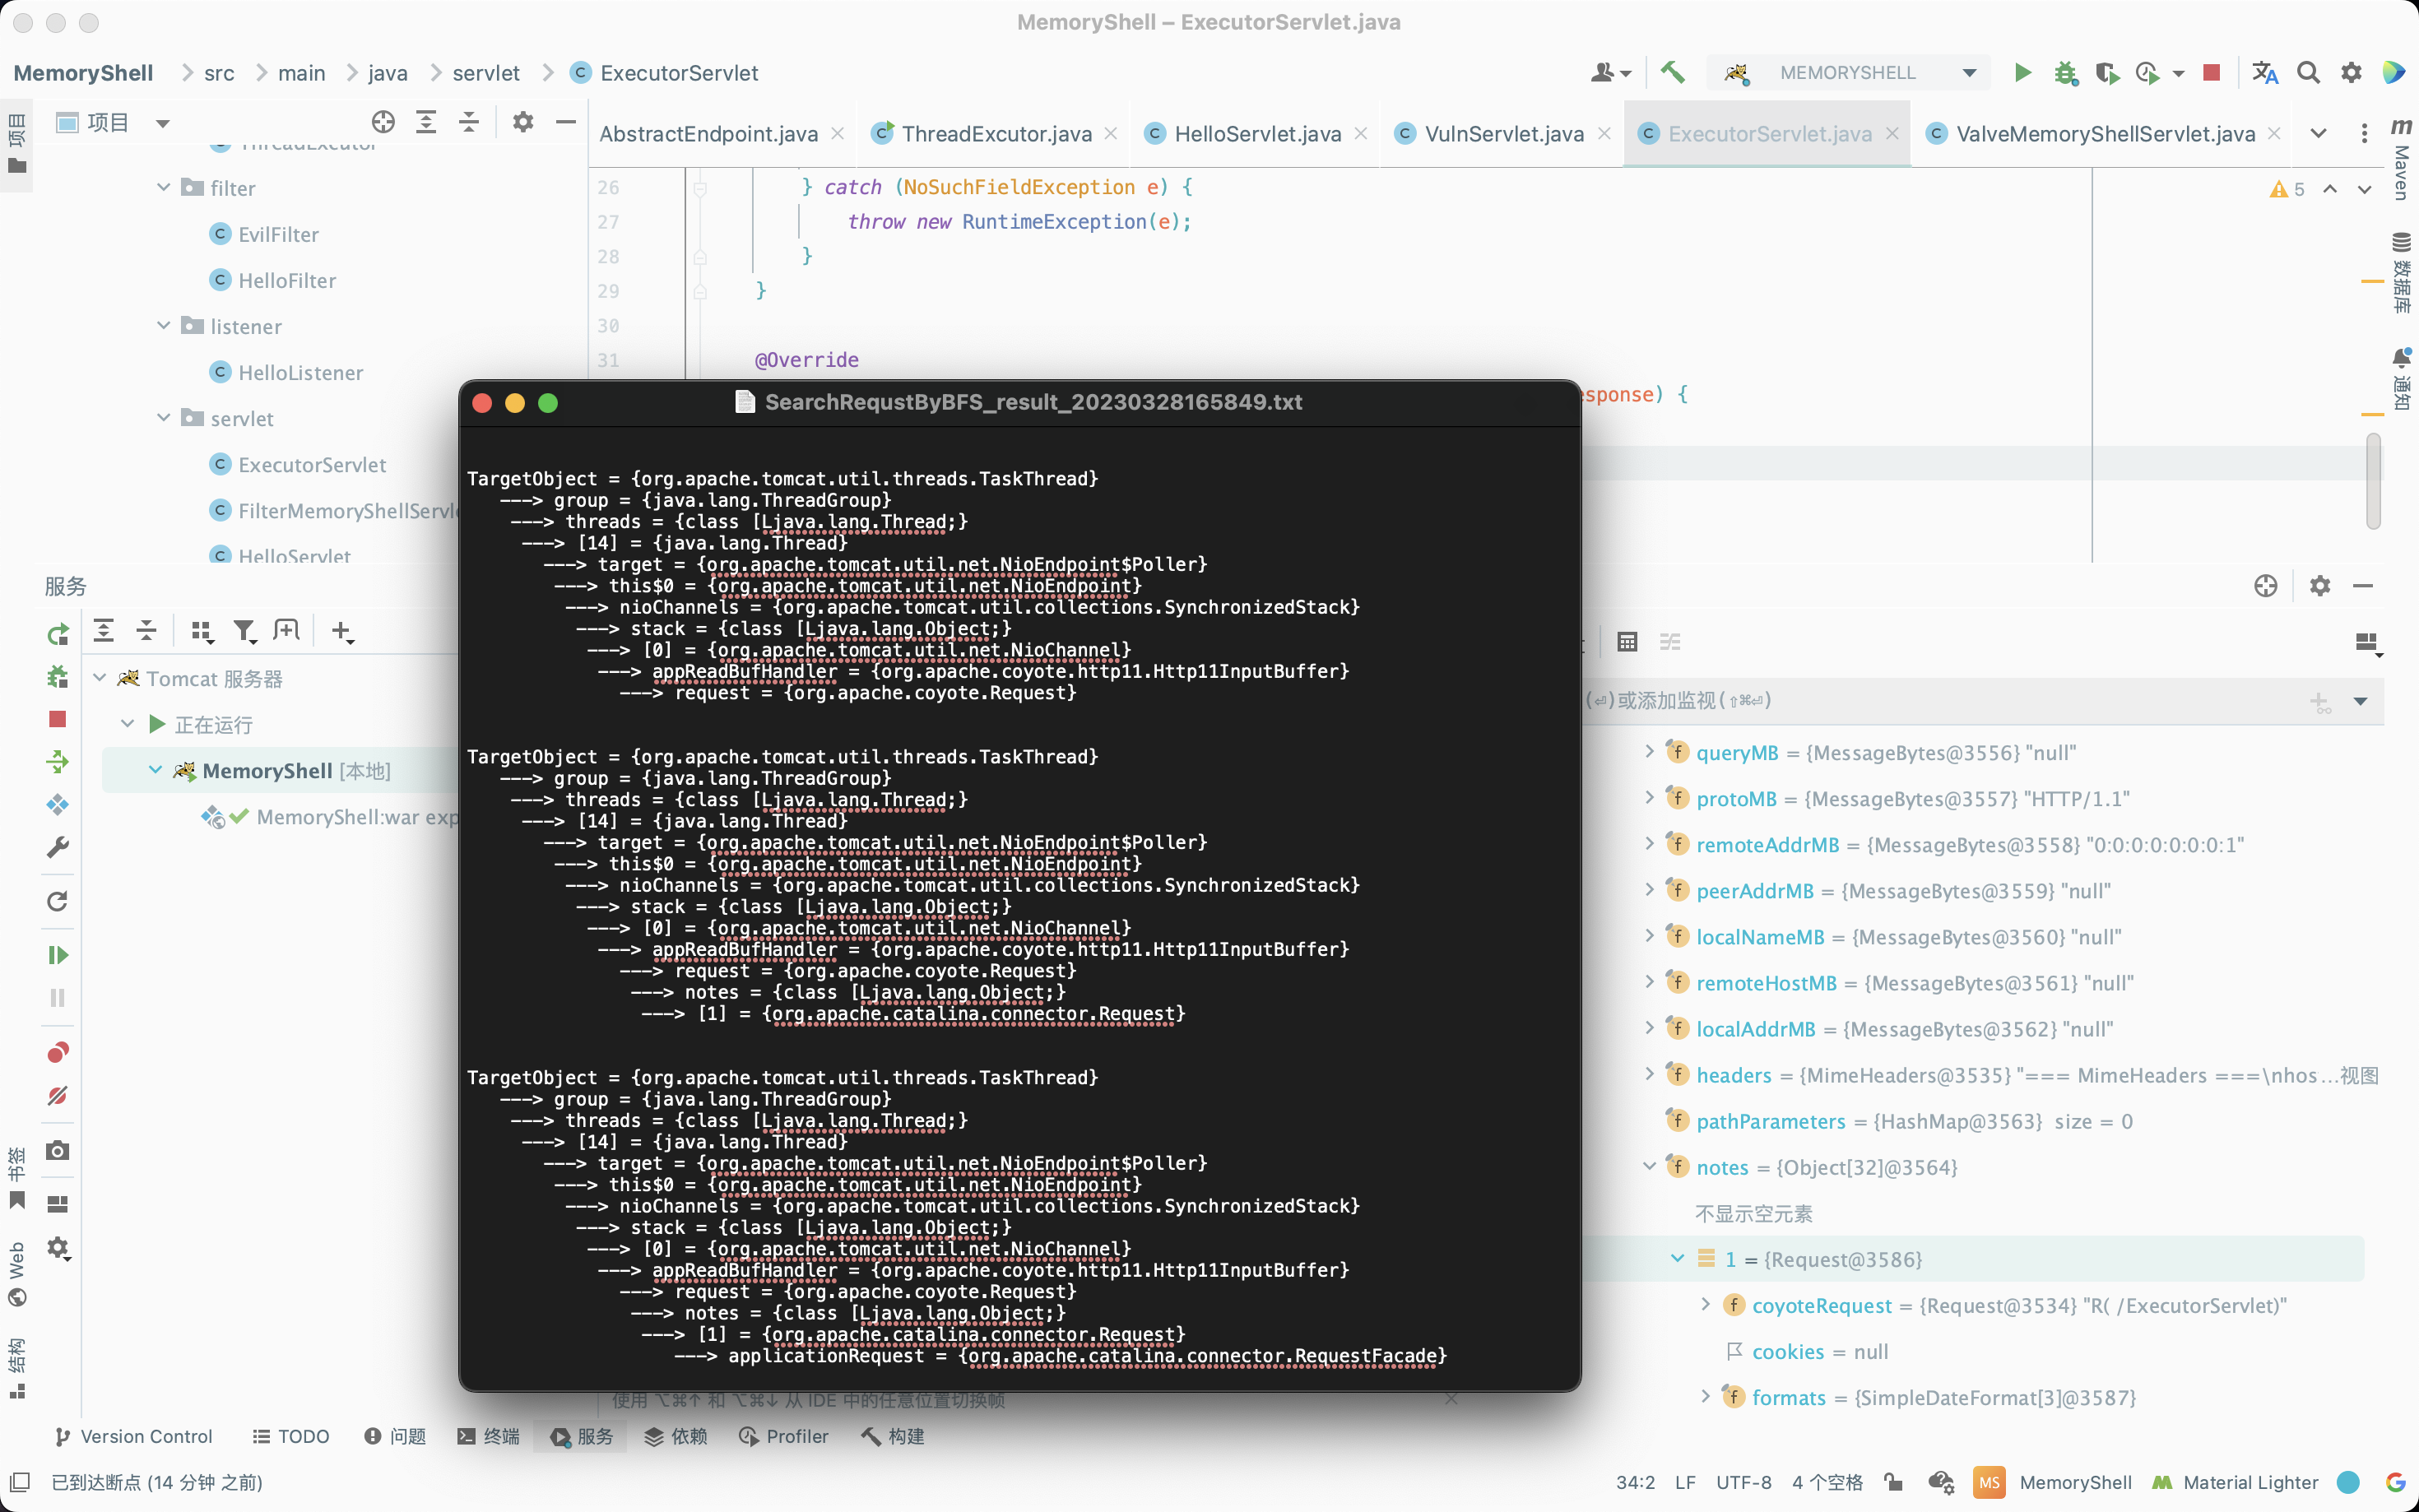 MemoryShell – ExecutorServlet.java
MemoryShell
src
main
java
servlet
ExecutorServlet
MEMORYSHELL
项目
项目
AbstractEndpoint.java
ThreadExcutor.java
HelloServlet.java
VulnServlet.java
ExecutorServlet.java
ValveMemoryShellServlet.java
Maven
数据库
通知
ThreadExecutor
filter
EvilFilter
HelloFilter
listener
HelloListener
servlet
ExecutorServlet
FilterMemoryShellServle
HelloServlet
26 } catch (NoSuchFieldException e) {
27 throw new RuntimeException(e);
28 }
29 }
30
31 @Override
sponse) {
5
SearchRequstByBFS_result_20230328165849.txt
TargetObject = {org.apache.tomcat.util.threads.TaskThread}
---> group = {java.lang.ThreadGroup}
---> threads = {class [Ljava.lang.Thread;}
---> [14] = {java.lang.Thread}
---> target = {org.apache.tomcat.util.net.NioEndpoint$Poller}
---> this$0 = {org.apache.tomcat.util.net.NioEndpoint}
---> nioChannels = {org.apache.tomcat.util.collections.SynchronizedStack}
---> stack = {class [Ljava.lang.Object;}
---> [0] = {org.apache.tomcat.util.net.NioChannel}
---> appReadBufHandler = {org.apache.coyote.http11.Http11InputBuffer}
---> request = {org.apache.coyote.Request}
TargetObject = {org.apache.tomcat.util.threads.TaskThread}
---> group = {java.lang.ThreadGroup}
---> threads = {class [Ljava.lang.Thread;}
---> [14] = {java.lang.Thread}
---> target = {org.apache.tomcat.util.net.NioEndpoint$Poller}
---> this$0 = {org.apache.tomcat.util.net.NioEndpoint}
---> nioChannels = {org.apache.tomcat.util.collections.SynchronizedStack}
---> stack = {class [Ljava.lang.Object;}
---> [0] = {org.apache.tomcat.util.net.NioChannel}
---> appReadBufHandler = {org.apache.coyote.http11.Http11InputBuffer}
---> request = {org.apache.coyote.Request}
---> notes = {class [Ljava.lang.Object;}
---> [1] = {org.apache.catalina.connector.Request}
TargetObject = {org.apache.tomcat.util.threads.TaskThread}
---> group = {java.lang.ThreadGroup}
---> threads = {class [Ljava.lang.Thread;}
---> [14] = {java.lang.Thread}
---> target = {org.apache.tomcat.util.net.NioEndpoint$Poller}
---> this$0 = {org.apache.tomcat.util.net.NioEndpoint}
---> nioChannels = {org.apache.tomcat.util.collections.SynchronizedStack}
---> stack = {class [Ljava.lang.Object;}
---> [0] = {org.apache.tomcat.util.net.NioChannel}
---> appReadBufHandler = {org.apache.coyote.http11.Http11InputBuffer}
---> request = {org.apache.coyote.Request}
---> notes = {class [Ljava.lang.Object;}
---> [1] = {org.apache.catalina.connector.Request}
---> applicationRequest = {org.apache.catalina.connector.RequestFacade}
服务
Tomcat 服务器
正在运行
MemoryShell [本地]
MemoryShell:war exp
(⏎)或添加监视(⇧⌘⏎)
queryMB = {MessageBytes@3556} "null"
protoMB = {MessageBytes@3557} "HTTP/1.1"
remoteAddrMB = {MessageBytes@3558} "0:0:0:0:0:0:0:1"
peerAddrMB = {MessageBytes@3559} "null"
localNameMB = {MessageBytes@3560} "null"
remoteHostMB = {MessageBytes@3561} "null"
localAddrMB = {MessageBytes@3562} "null"
headers = {MimeHeaders@3535} "=== MimeHeaders ===\nhos …视图
pathParameters = {HashMap@3563} size = 0
notes = {Object[32]@3564}
不显示空元素
1 = {Request@3586}
coyoteRequest = {Request@3534} "R( /ExecutorServlet)"
cookies = null
formats = {SimpleDateFormat[3]@3587}
使用 ⌥⌘↑ 和 ⌥⌘↓ 从 IDE 中的任意位置切换帧
书签
Web
结构
Version Control
TODO
问题
终端
服务
依赖
Profiler
构建
已到达断点 (14 分钟 之前)
34:2
LF
UTF-8
4 个空格
MS
MemoryShell
Material Lighter